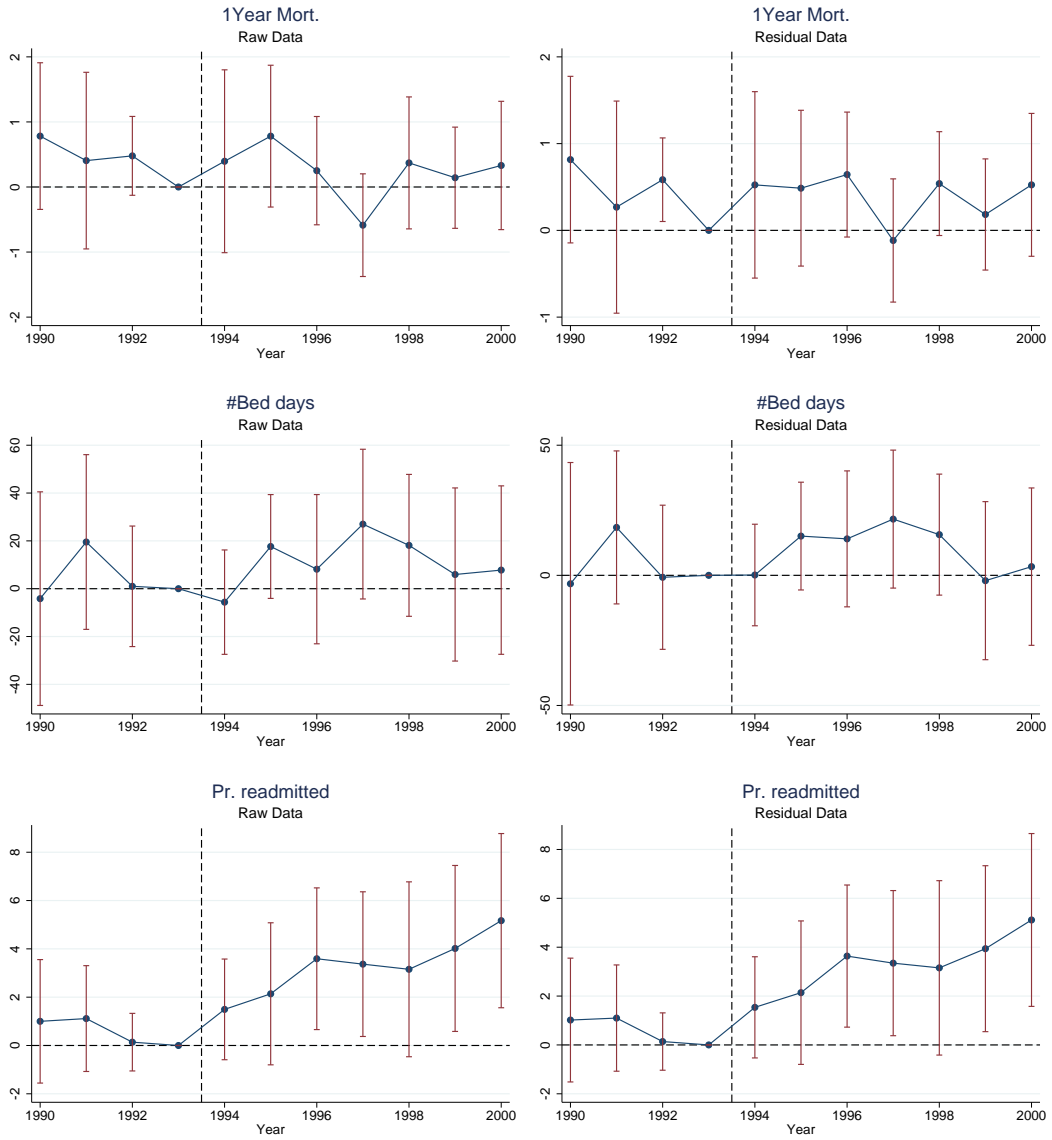 1Year Mort.
Raw Data
2
1
0
-1
-2
1990 1992 1994 1996 1998 2000
Year
1Year Mort.
Residual Data
2
1
0
-1
1990 1992 1994 1996 1998 2000
Year
#Bed days
Raw Data
60
40
20
0
-20
-40
1990 1992 1994 1996 1998 2000
Year
#Bed days
Residual Data
50
0
-50
1990 1992 1994 1996 1998 2000
Year
Pr. readmitted
Raw Data
8
6
4
2
0
-2
1990 1992 1994 1996 1998 2000
Year
Pr. readmitted
Residual Data
8
6
4
2
0
-2
1990 1992 1994 1996 1998 2000
Year